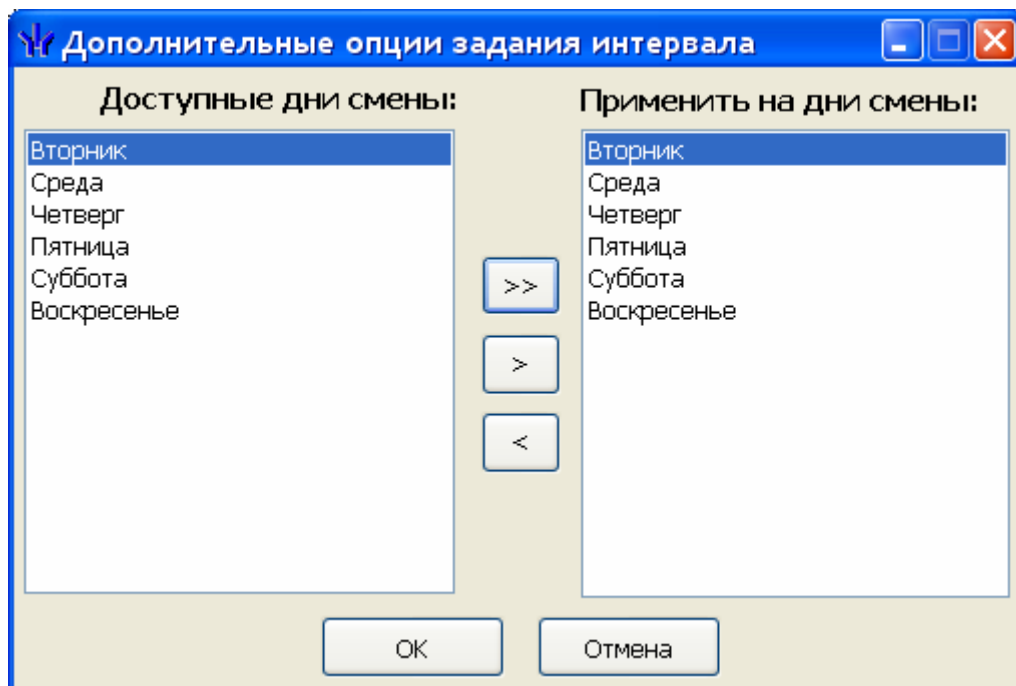 Дополнительные опции задания интервала
Доступные дни смены:
Вторник
Среда
Четверг
Пятница
Суббота
Воскресенье
>>
>
<
Применить на дни смены:
Вторник
Среда
Четверг
Пятница
Суббота
Воскресенье
OK
Отмена